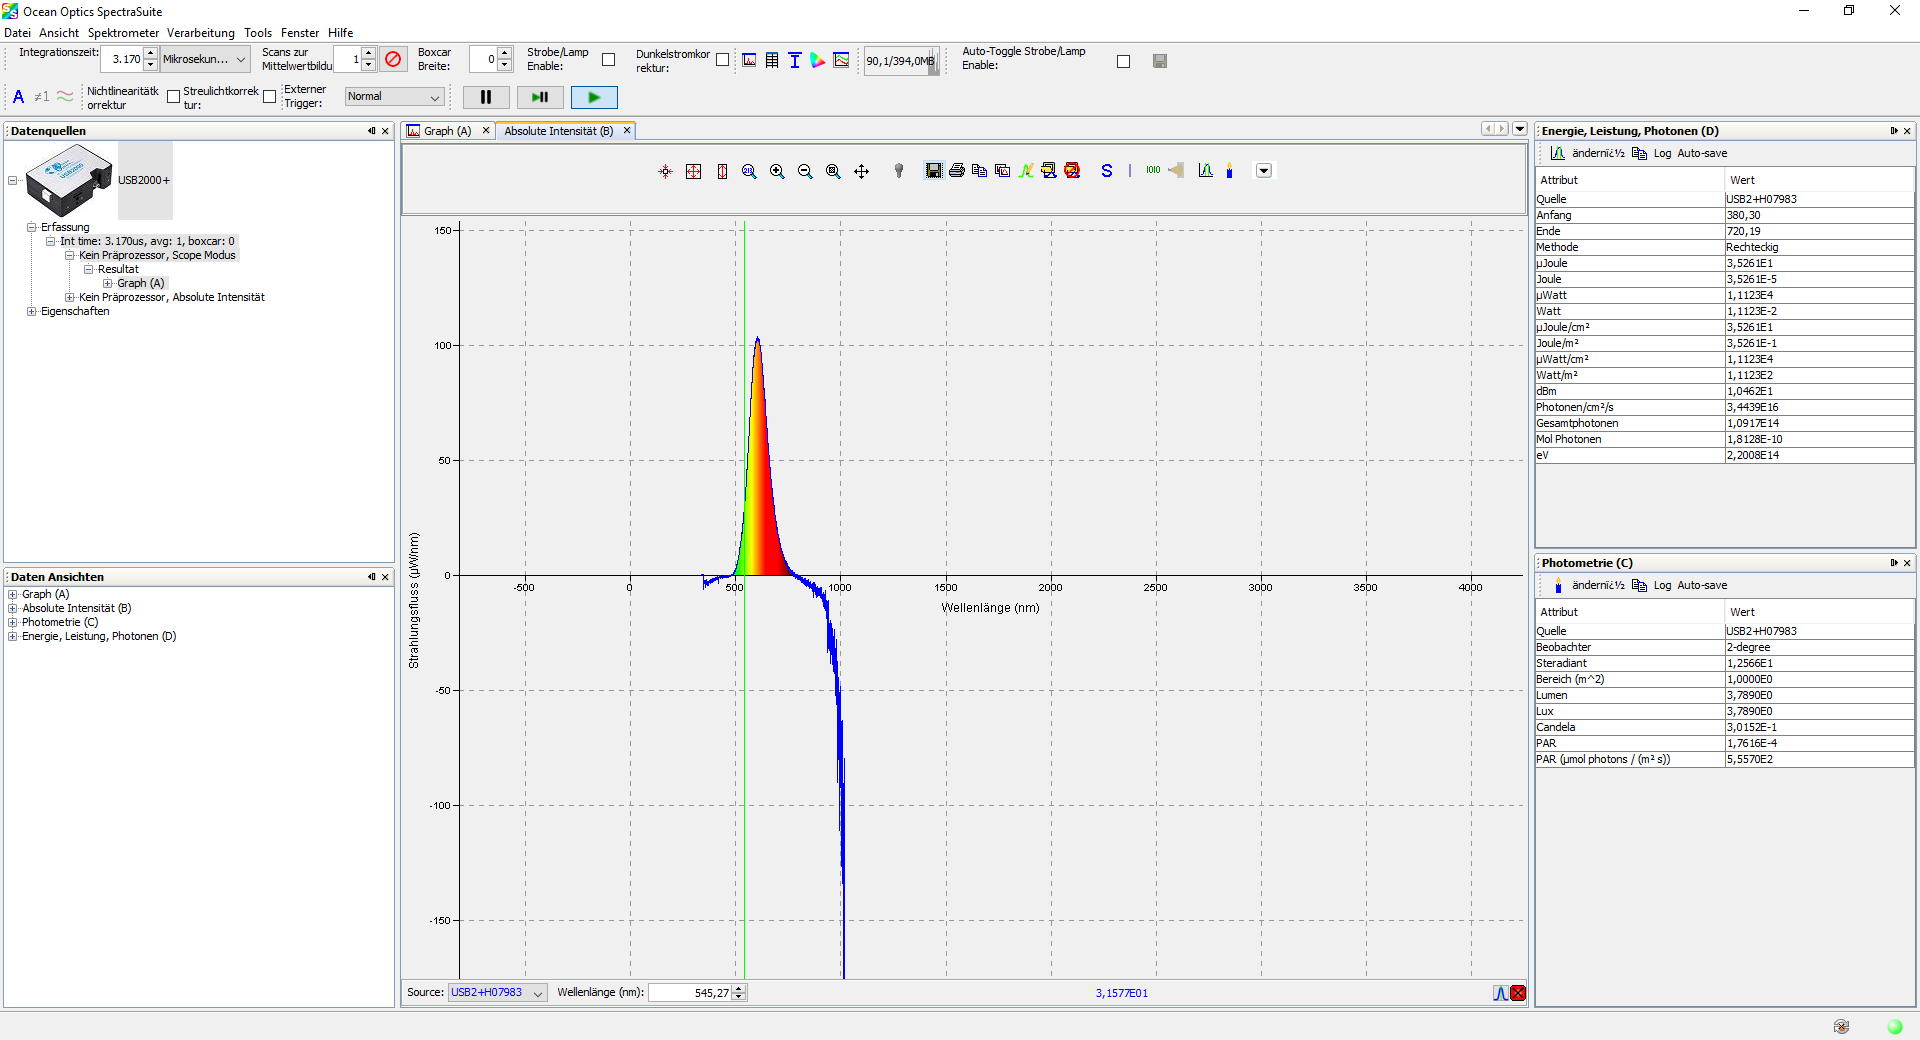 Ocean Optics SpectraSuite
Datei Ansicht Spektrometer Verarbeitung Tools Fenster Hilfe
Integrationszeit: 3.170 Mikrosekun... Scans zur Mittelwertbildu 1 Boxcar Breite: 0 Strobe/Lamp Enable: Dunkelstromkor rektur: 90,1/394,0MB Auto-Toggle Strobe/Lamp Enable:
A ≠1 Nichtlinearitätk orrektur Streulichtkorrek tur: Externer Trigger: Normal
Datenquellen
USB2000+
Erfassung
Int time: 3.170us, avg: 1, boxcar: 0
Kein Präprozessor, Scope Modus
Resultat
Graph (A)
Kein Präprozessor, Absolute Intensität
Eigenschaften
Daten Ansichten
Graph (A)
Absolute Intensität (B)
Photometrie (C)
Energie, Leistung, Photonen (D)
Graph (A) Absolute Intensität (B)
S 1010
150
100
50
0
-50
-100
-150
-500 0 500 1000 1500 2000 2500 3000 3500 4000
Wellenlänge (nm)
Strahlungsfluss (µW/nm)
Source: USB2+H07983 Wellenlänge (nm): 545,27 3,1577E01
Energie, Leistung, Photonen (D)
ändernï¿½ Log Auto-save
Attribut Wert
Quelle USB2+H07983
Anfang 380,30
Ende 720,19
Methode Rechteckig
µJoule 3,5261E1
Joule 3,5261E-5
µWatt 1,1123E4
Watt 1,1123E-2
µJoule/cm² 3,5261E1
Joule/m² 3,5261E-1
µWatt/cm² 1,1123E4
Watt/m² 1,1123E2
dBm 1,0462E1
Photonen/cm²/s 3,4439E16
Gesamtphotonen 1,0917E14
Mol Photonen 1,8128E-10
eV 2,2008E14
Photometrie (C)
ändernï¿½ Log Auto-save
Attribut Wert
Quelle USB2+H07983
Beobachter 2-degree
Steradiant 1,2566E1
Bereich (m^2) 1,0000E0
Lumen 3,7890E0
Lux 3,7890E0
Candela 3,0152E-1
PAR 1,7616E-4
PAR (µmol photons / (m² s)) 5,5570E2